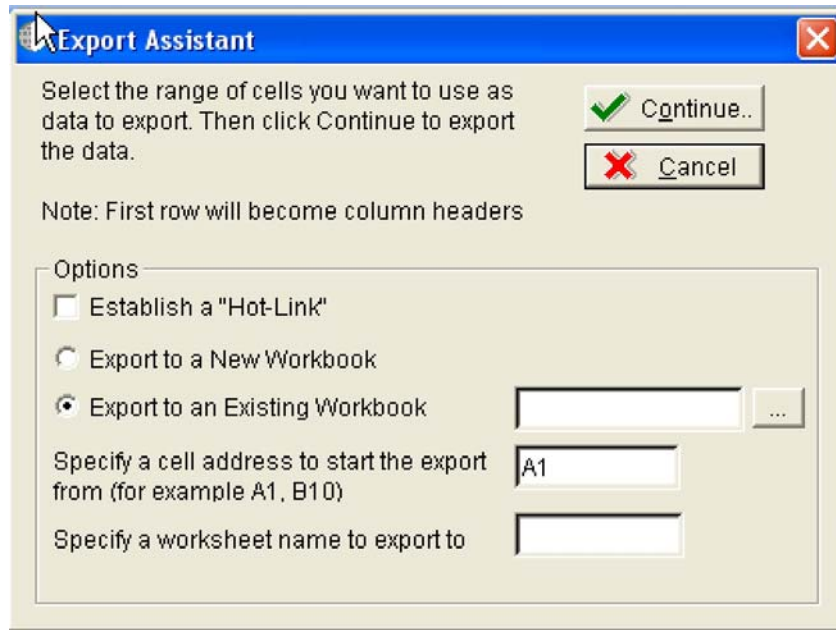 Export Assistant
Select the range of cells you want to use as
data to export. Then click Continue to export
the data.
Continue..
Cancel
Note: First row will become column headers
Options
Establish a "Hot-Link"
Export to a New Workbook
Export to an Existing Workbook
...
Specify a cell address to start the export
from (for example A1, B10)
A1
Specify a worksheet name to export to